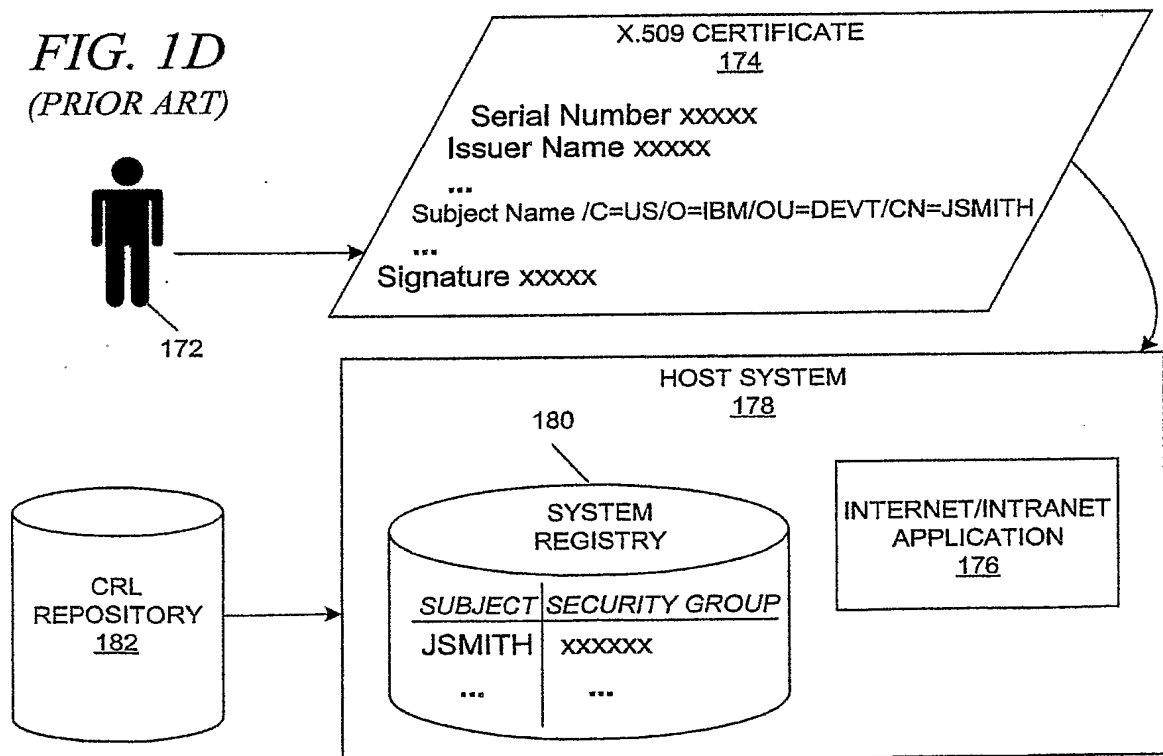 FIG. 1D
(PRIOR ART)
X.509 CERTIFICATE
174
Serial Number xxxxx
Issuer Name xxxxx
...
Subject Name /C=US/O=IBM/OU=DEVT/CN=JSMITH
...
Signature xxxxx
172
HOST SYSTEM
178
180
SYSTEM
REGISTRY
SUBJECT SECURITY GROUP
JSMITH xxxxxx
... ...
INTERNET/INTRANET
APPLICATION
176
CRL
REPOSITORY
182